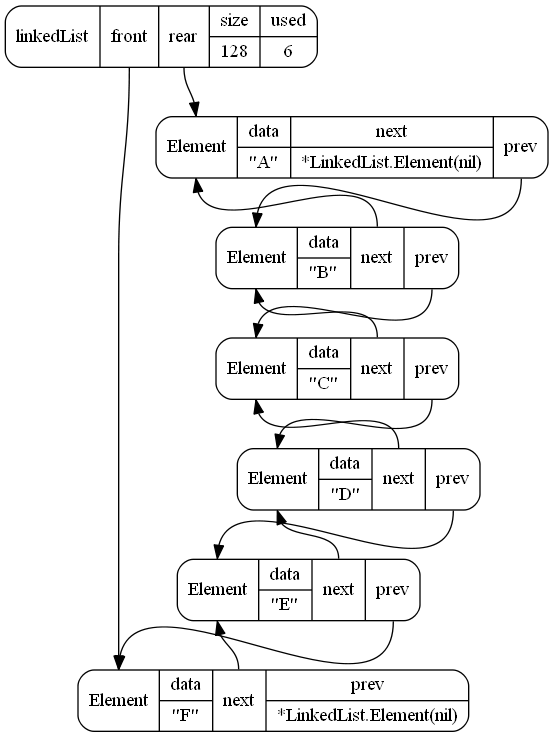 linkedList front rear size used
128 6
Element data next prev
"A" *LinkedList.Element(nil)
Element data next prev
"B"
Element data next prev
"C"
Element data next prev
"D"
Element data next prev
"E"
Element data next prev
"F" *LinkedList.Element(nil)